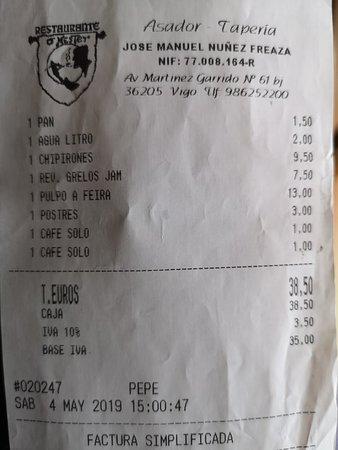 RESTAURANTE
Asador - Tapería
JOSE MANUEL NUÑEZ FREAZA
NIF: 77.008.164-R
Av Martinez Garrido Nº 61 bj
36205 Vigo Tlf 986252200
1 PAN 1,50
1 AGUA LITRO 2,00
1 CHIPIRONES 9,50
1 REV. GRELOS JAM 7,50
1 PULPO A FEIRA 13,00
1 POSTRES 3,00
1 CAFE SOLO 1,00
1 CAFE SOLO 1,00
T.EUROS 38,50
CAJA 38,50
IVA 10% 3,50
BASE IVA 35,00
#020247 PEPE
SAB 4 MAY 2019 15:00:47
FACTURA SIMPLIFICADA